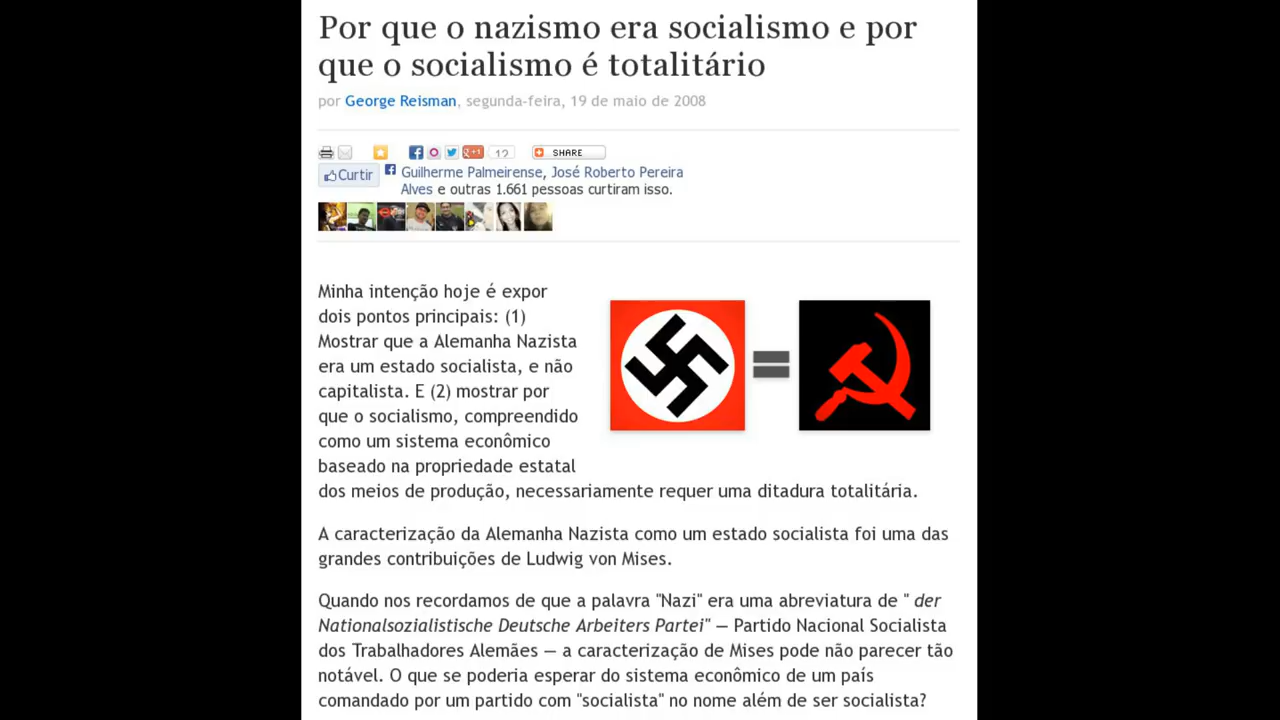 Por que o nazismo era socialismo e por
que o socialismo é totalitário
por George Reisman, segunda-feira, 19 de maio de 2008
+1 12 SHARE
Curtir Guilherme Palmeirense, José Roberto Pereira
Alves e outras 1.661 pessoas curtiram isso.
Minha intenção hoje é expor
dois pontos principais: (1)
Mostrar que a Alemanha Nazista
era um estado socialista, e não
capitalista. E (2) mostrar por
que o socialismo, compreendido
como um sistema econômico
baseado na propriedade estatal
dos meios de produção, necessariamente requer uma ditadura totalitária.
A caracterização da Alemanha Nazista como um estado socialista foi uma das
grandes contribuições de Ludwig von Mises.
Quando nos recordamos de que a palavra "Nazi" era uma abreviatura de " der
Nationalsozialistische Deutsche Arbeiters Partei" — Partido Nacional Socialista
dos Trabalhadores Alemães — a caracterização de Mises pode não parecer tão
notável. O que se poderia esperar do sistema econômico de um país
comandado por um partido com "socialista" no nome além de ser socialista?